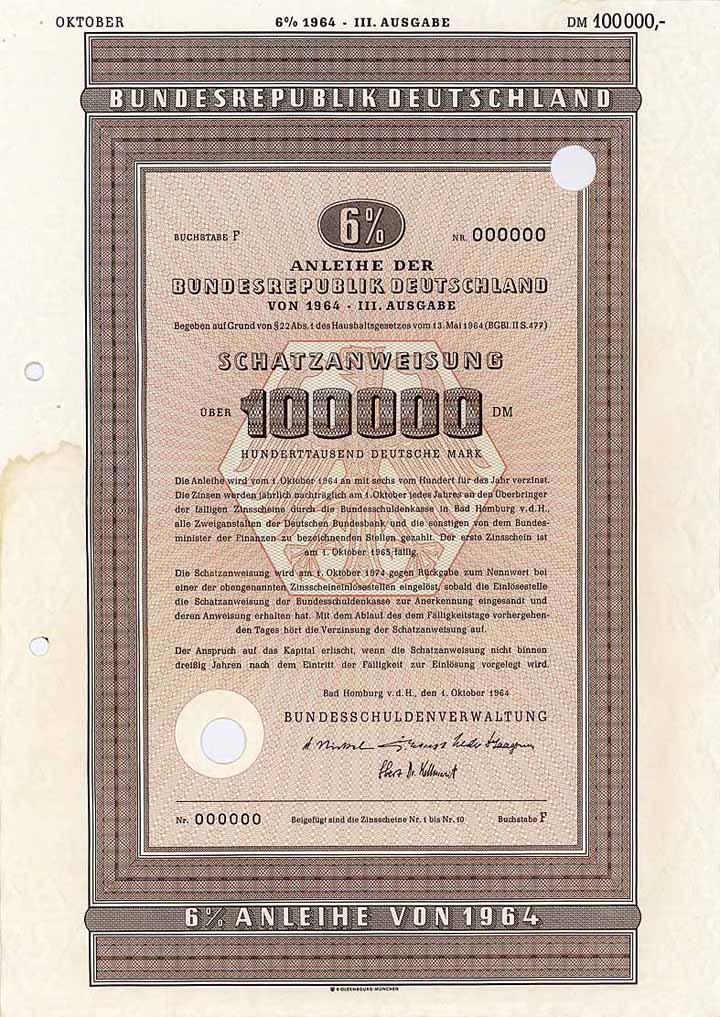 OKTOBER 6% 1964 - III. AUSGABE DM 100000,-
BUNDESREPUBLIK DEUTSCHLAND
6%
BUCHSTABE F NR. 000000
ANLEIHE DER
BUNDESREPUBLIK DEUTSCHLAND
VON 1964 - III. AUSGABE
Begeben auf Grund von § 22 Abs. 1 des Haushaltsgesetzes vom 13. Mai 1964 (BGBl. II S. 477)
SCHATZANWEISUNG
ÜBER 100000 DM
HUNDERTTAUSEND DEUTSCHE MARK
Die Anleihe wird vom 1. Oktober 1964 an mit sechs vom Hundert für das Jahr verzinst.
Die Zinsen werden jährlich nachträglich am 1. Oktober jedes Jahres an den Überbringer
der fälligen Zinsscheine durch die Bundesschuldenkasse in Bad Homburg v. d. H.,
alle Zweiganstalten der Deutschen Bundesbank und die sonstigen von dem Bundes-
minister der Finanzen zu bezeichnenden Stellen gezahlt. Der erste Zinsschein ist
am 1. Oktober 1965 fällig.
Die Schatzanweisung wird am 1. Oktober 1974 gegen Rückgabe zum Nennwert bei
einer der obengenannten Zinsscheineinlösestellen eingelöst, sobald die Einlösestelle
die Schatzanweisung der Bundesschuldenkasse zur Anerkennung eingesandt und
deren Anweisung erhalten hat. Mit dem Ablauf des dem Fälligkeitstage vorhergehen-
den Tages hört die Verzinsung der Schatzanweisung auf.
Der Anspruch auf das Kapital erlischt, wenn die Schatzanweisung nicht binnen
dreißig Jahren nach dem Eintritt der Fälligkeit zur Einlösung vorgelegt wird.
Bad Homburg v. d. H., den 1. Oktober 1964
BUNDESSCHULDENVERWALTUNG
Nr. 000000 Beigefügt sind die Zinsscheine Nr. 1 bis Nr. 10 Buchstabe F
6% ANLEIHE VON 1964
R. OLDENBOURG MÜNCHEN